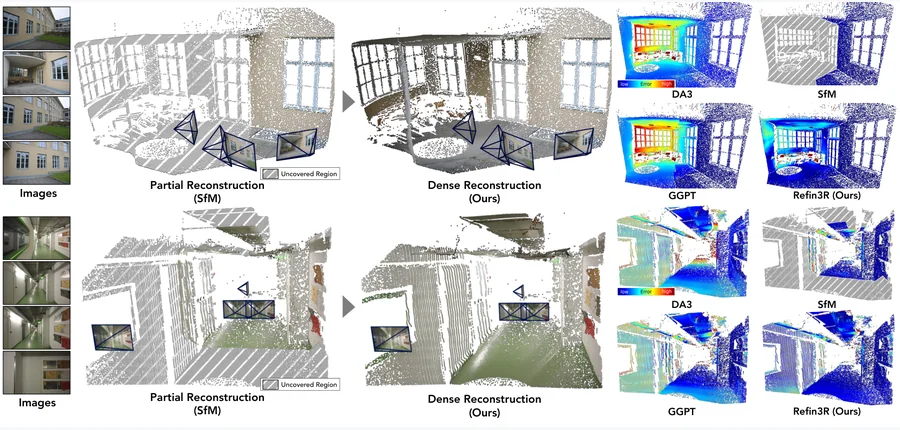 Images
Partial Reconstruction
(SfM)
Uncovered Region
Dense Reconstruction
(Ours)
low Error high
DA3
SfM
GGPT
Refin3R (Ours)
Images
Partial Reconstruction
(SfM)
Uncovered Region
Dense Reconstruction
(Ours)
low Error high
DA3
SfM
GGPT
Refin3R (Ours)